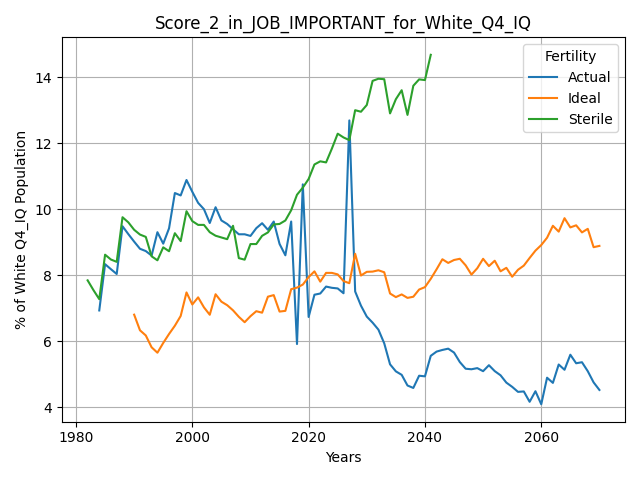 Score_2_in_JOB_IMPORTANT_for_White_Q4_IQ
% of White Q4_IQ Population
14
12
10
8
6
4
Fertility
Actual
Ideal
Sterile
1980
2000
2020
2040
2060
Years